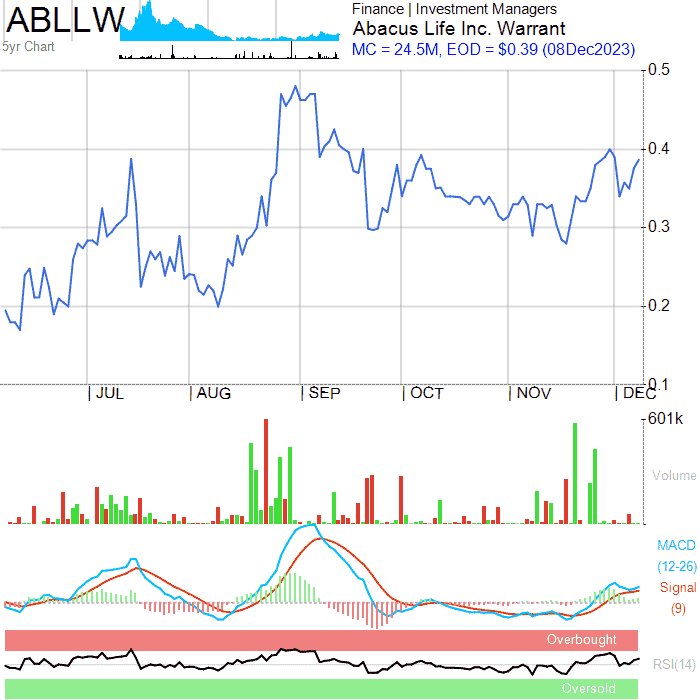 ABLLW
5yr Chart
Finance | Investment Managers
Abacus Life Inc. Warrant
MC = 24.5M, EOD = $0.39 (08Dec2023)
0.5
0.4
0.3
0.2
0.1
JUL
AUG
SEP
OCT
NOV
DEC
601k
Volume
MACD
(12-26)
Signal
(9)
Overbought
RSI(14)
Oversold